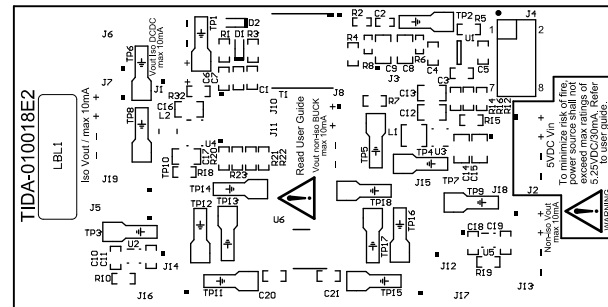 TIDA-010018E2
LBL1
J6
J7
TP6
Vout Iso DCDC
max 10mA
J1
TP8
Iso Vout / max 10mA
+
-
J19
J5
TP3
U2
C10
C11
R10
J14
J16
TP1
D2
R1
D1
R3
C6
C7
C1
R32
C16
L2
U4
C17
TP10
R18
R20
R23
R21
R22
TP14
TP12
TP13
TP11
C20
T1
J10
J11
Read User Guide
Vout non-iso BUCK
max 10mA
J8
U6
R2
C2
TP2
R5
R4
R8
C9
C8
R6
C4
U1
C5
J3
C3
C13
C12
R7
L1
TP5
TP4
U3
J15
TP7
C14
C15
R12
R14
R16
R15
TP18
TP9
J18
TP17
TP16
C21
TP15
J12
J17
C18
C19
U5
R19
J13
J4
1
2
7
8
5VDC Vin
To minimize risk of fire,
power source shall not
exceed max ratings of
5.25VDC/30mA. Refer
to user guide.
J2
Non-iso Vout
max 10mA
WARNING